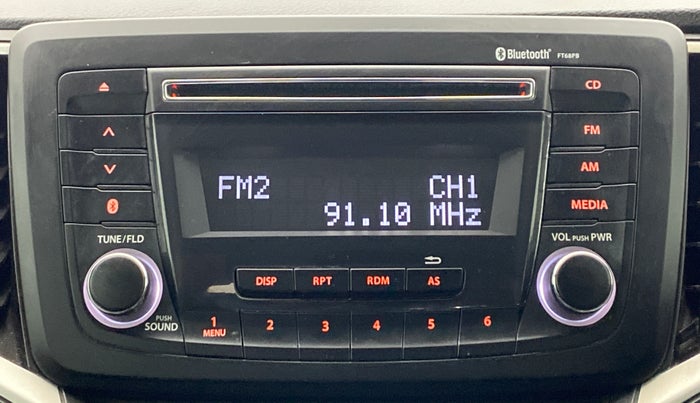 Bluetooth® FT68PB
CD
FM
AM
MEDIA
FM2 CH1
91.10 MHz
TUNE/FLD
VOL PUSH PWR
DISP RPT RDM AS
PUSH
SOUND
1 2 3 4 5 6
MENU